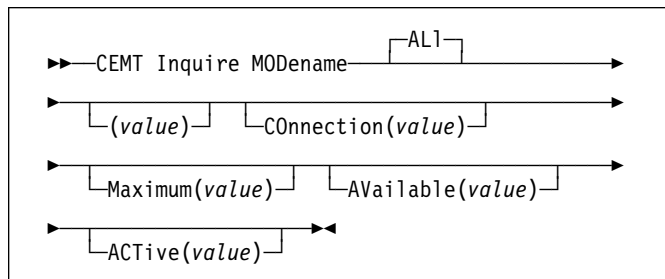 ALl
CEMT Inquire MODename
(value) COnnection(value)
Maximum(value) AVailable(value)
ACTive(value)